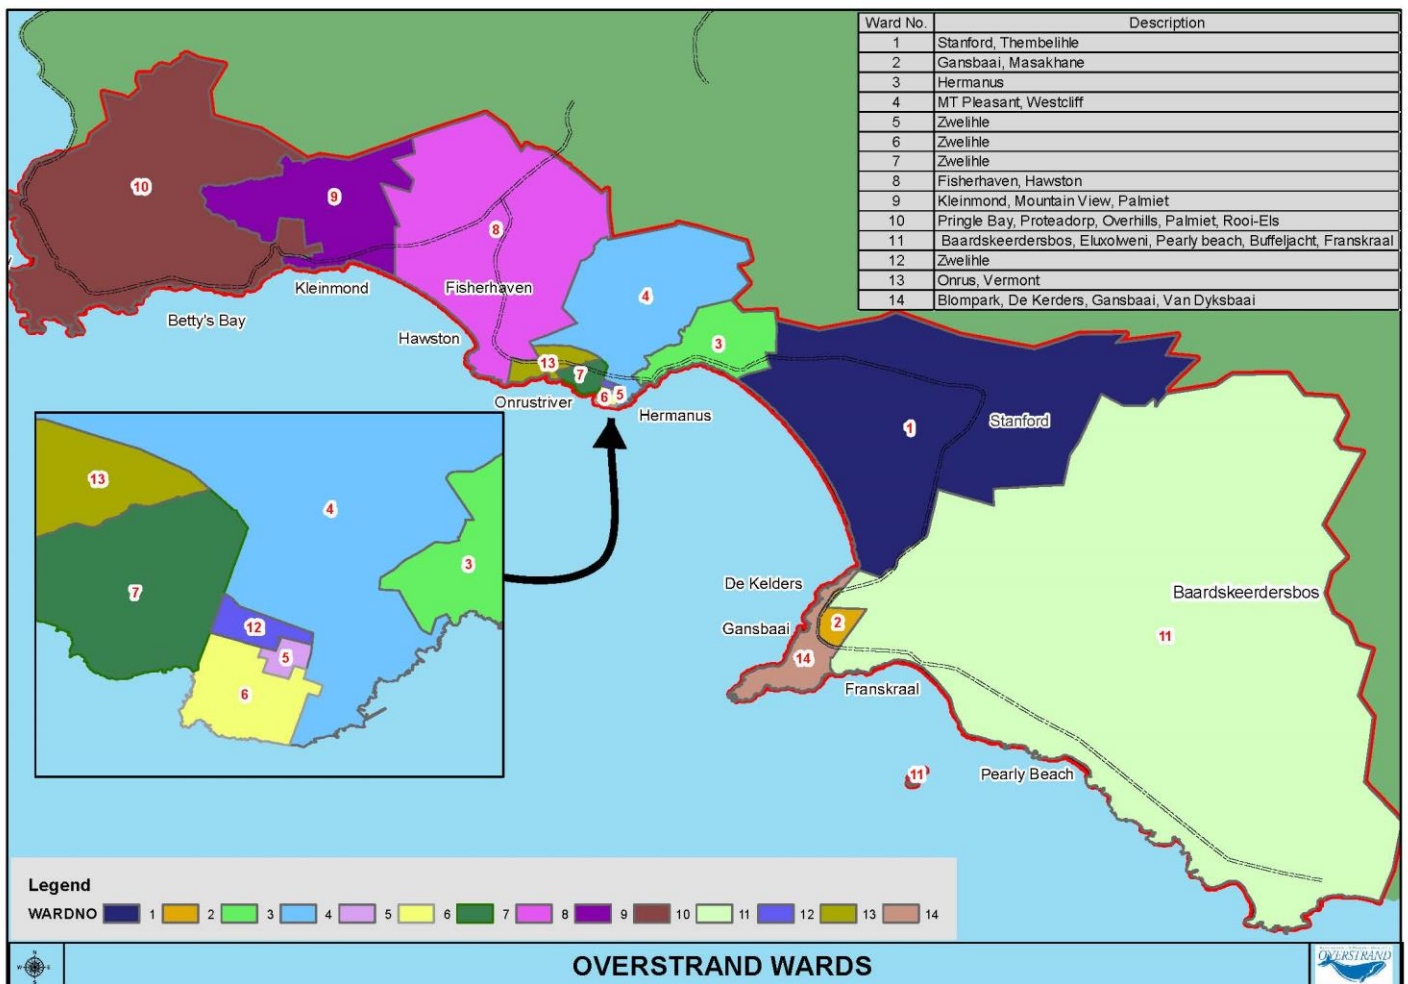 Ward No. Description
1 Stanford, Thembelihle
2 Gansbaai, Masakhane
3 Hermanus
4 MT Pleasant, Westcliff
5 Zwelihle
6 Zwelihle
7 Zwelihle
8 Fisherhaven, Hawston
9 Kleinmond, Mountain View, Palmiet
10 Pringle Bay, Proteadorp, Overhills, Palmiet, Rooi-Els
11 Baardskeerdersbos, Eluxolweni, Pearly beach, Buffeljacht, Franskraal
12 Zwelihle
13 Onrus, Vermont
14 Blompark, De Kerders, Gansbaai, Van Dyksbaai
10
9
8
Kleinmond
Fisherhaven
4
Betty's Bay
Hawston
3
13
7
6
5
Onrustriver
Hermanus
1
Stanford
13
4
3
7
12
5
6
De Kelders
Baardskeerdersbos
Gansbaai
2
11
14
Franskraal
11
Pearly Beach
Legend
WARDNO 1 2 3 4 5 6 7 8 9 10 11 12 13 14
N
W E
S
OVERSTRAND WARDS
OVERSTRAND